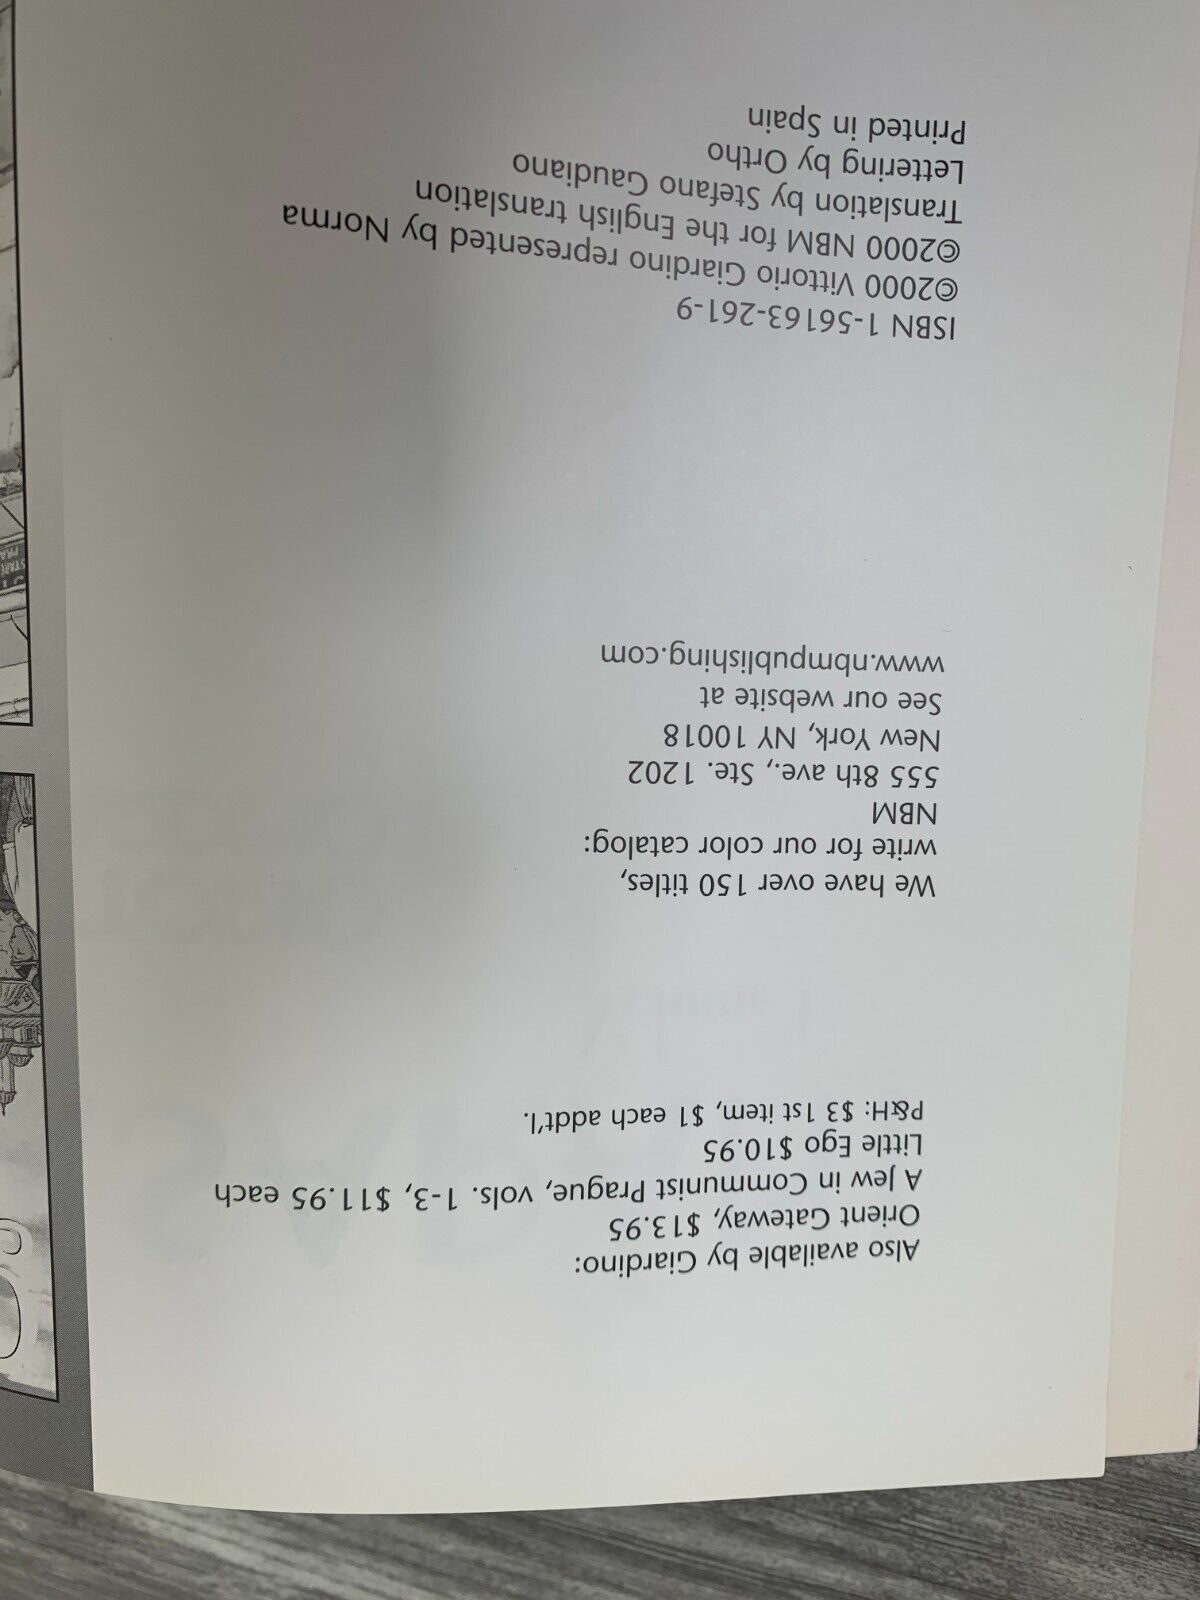 Also available by Giardino:
Orient Gateway, $13.95
A Jew in Communist Prague, vols. 1-3, $11.95 each
Little Ego $10.95
P&H: $3 1st item, $1 each addt'l.
We have over 150 titles,
write for our color catalog:
NBM
555 8th ave., Ste. 1202
New York, NY 10018
See our website at
www.nbmpublishing.com
ISBN 1-56163-261-9
©2000 Vittorio Giardino represented by Norma
©2000 NBM for the English translation
Translation by Stefano Gaudiano
Lettering by Ortho
Printed in Spain